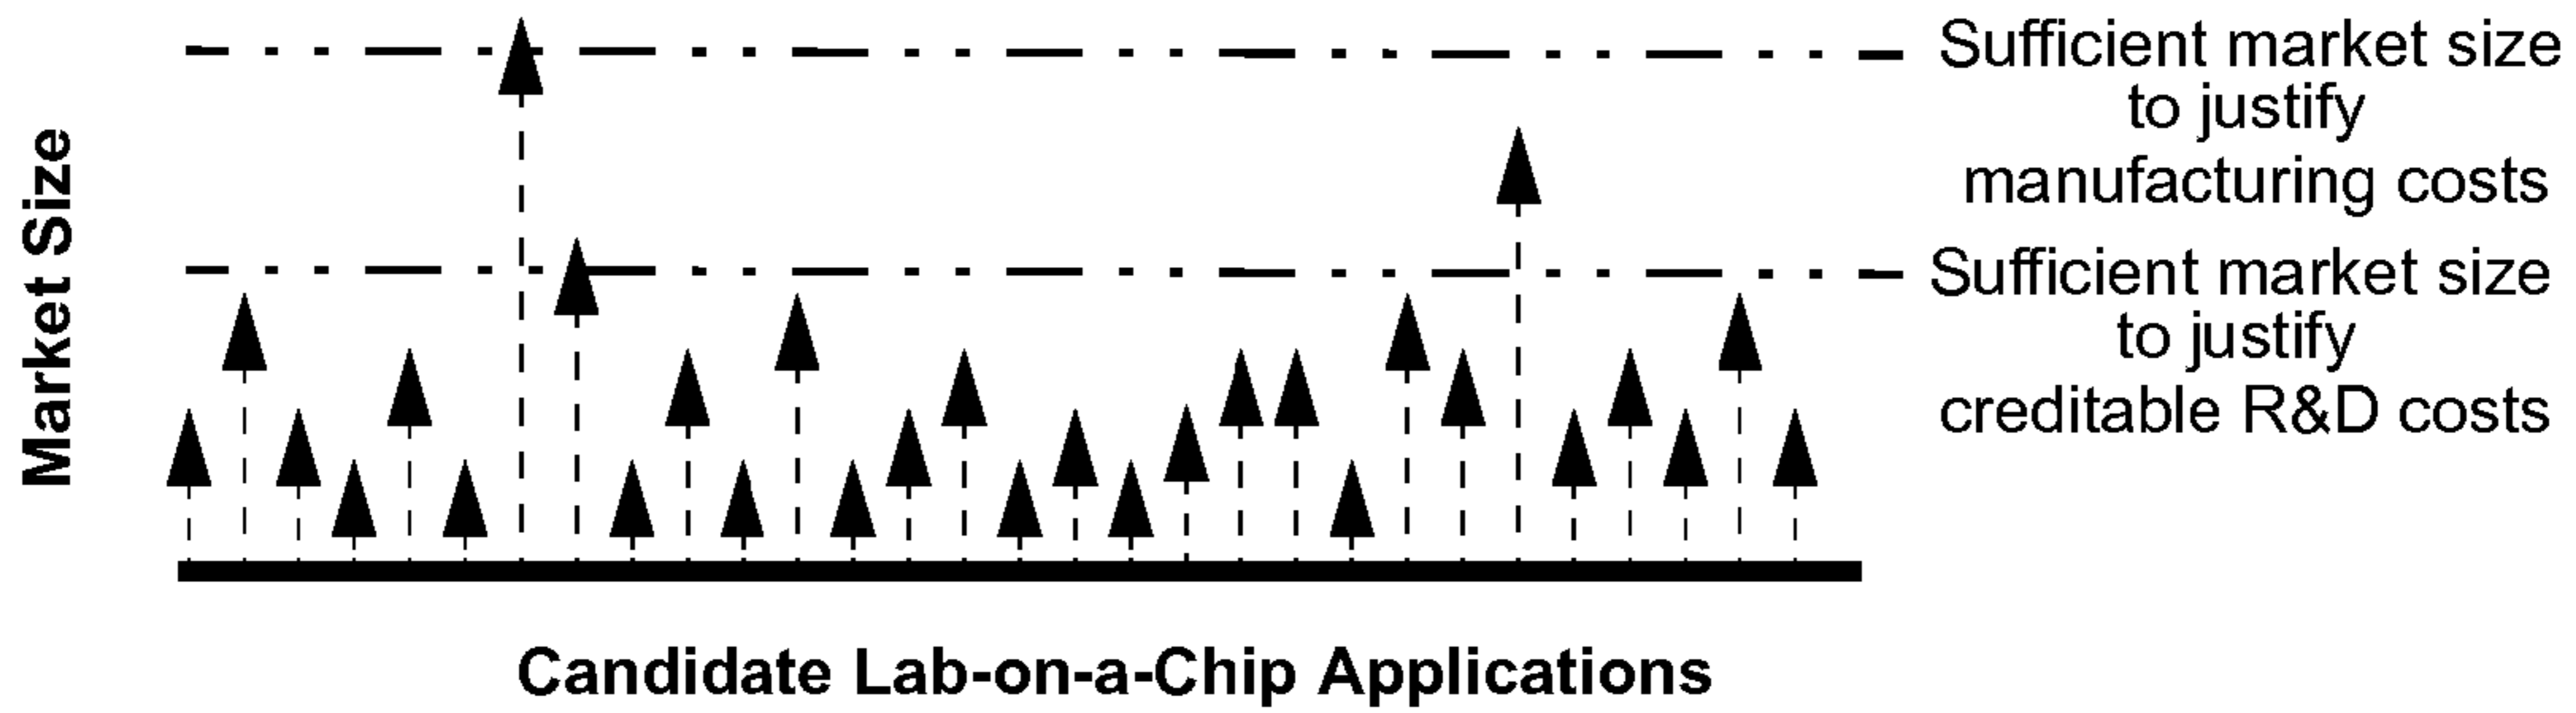 Market Size
Sufficient market size
to justify
manufacturing costs
Sufficient market size
to justify
creditable R&D costs
Candidate Lab-on-a-Chip Applications